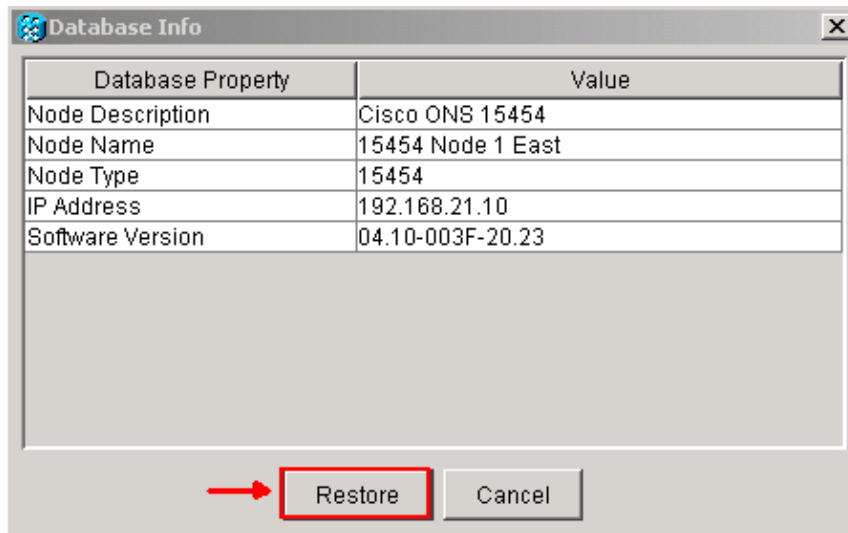 Database Info
Database Property Value
Node Description Cisco ONS 15454
Node Name 15454 Node 1 East
Node Type 15454
IP Address 192.168.21.10
Software Version 04.10-003F-20.23
Restore Cancel